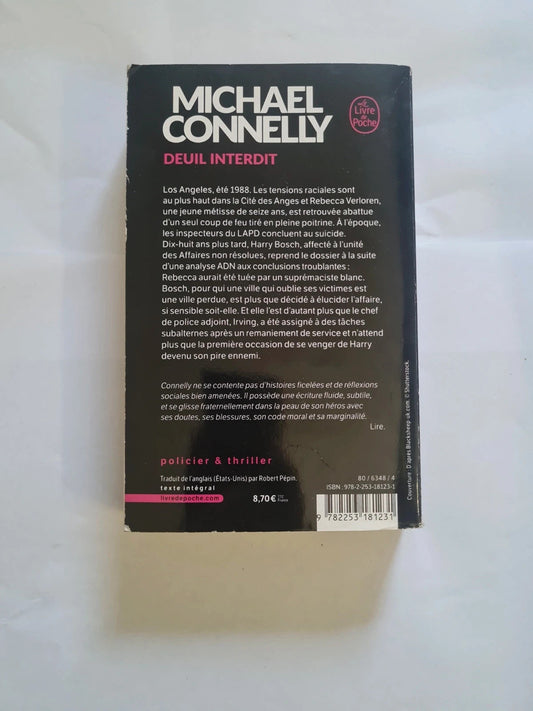 MICHAEL
CONNELLY
Le
Livre
de
Poche
DEUIL INTERDIT
Los Angeles, été 1988. Les tensions raciales sont
au plus haut dans la Cité des Anges et Rebecca Verloren,
une jeune métisse de seize ans, est retrouvée abattue
d'un seul coup de feu tiré en pleine poitrine. À l'époque,
les inspecteurs du LAPD concluent au suicide.
Dix-huit ans plus tard, Harry Bosch, affecté à l'unité
des Affaires non résolues, reprend le dossier à la suite
d'une analyse ADN aux conclusions troublantes :
Rebecca aurait été tuée par un suprémaciste blanc.
Bosch, pour qui une ville qui oublie ses victimes est
une ville perdue, est plus que décidé à élucider l'affaire,
si sensible soit-elle. Et elle l'est d'autant plus que le chef
de police adjoint, Irving, a été assigné à des tâches
subalternes après un remaniement de service et n'attend
plus que la première occasion de se venger de Harry
devenu son pire ennemi.
Connelly ne se contente pas d'histoires ficelées et de réflexions
sociales bien amenées. Il possède une écriture fluide, subtile,
et se glisse fraternellement dans la peau de son héros avec
ses doutes, ses blessures, son code moral et sa marginalité.
Lire.
policier & thriller
Traduit de l'anglais (États-Unis) par Robert Pépin.
texte intégral
livredepoche.com
8,70 € TTC
France
80 / 6348 / 4
ISBN : 978-2-253-18123-1
9 782253 181231
Couverture : D'après Blacksheep-uk.com. © Shutterstock.